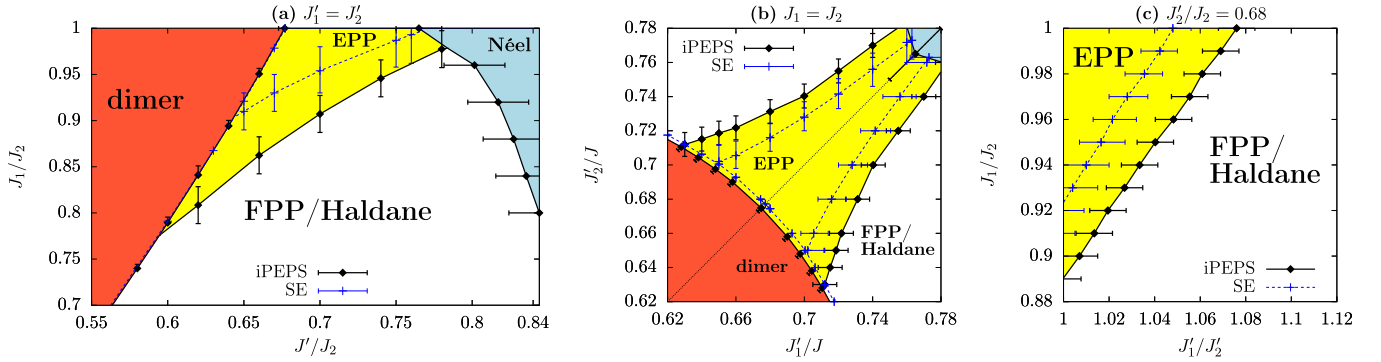 (a) J′₁ = J′₂
1
0.95
0.9
0.85
0.8
0.75
0.7
J₁/J₂
dimer
EPP
Néel
FPP/Haldane
iPEPS
SE
0.55
0.6
0.65
0.7
0.75
0.8
0.84
J′/J₂
(b) J₁ = J₂
0.78
0.76
0.74
0.72
0.7
0.68
0.66
0.64
0.62
J′₂/J
iPEPS
SE
EPP
FPP/
Haldane
dimer
0.62
0.66
0.7
0.74
0.78
J′₁/J
(c) J′₂/J₂ = 0.68
1
0.98
0.96
0.94
0.92
0.9
0.88
J₁/J₂
EPP
FPP/
Haldane
iPEPS
SE
1
1.02
1.04
1.06
1.08
1.1
1.12
J′₁/J′₂